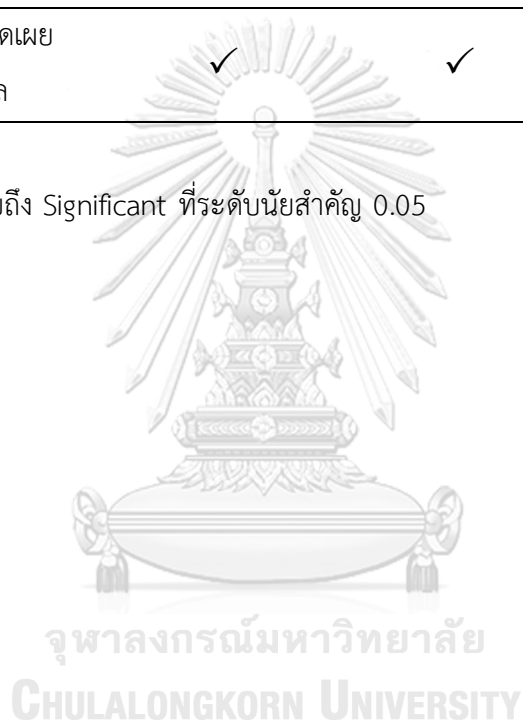 ดเผย
✓ ✓
ล
ถึง Significant ที่ระดับนัยสำคัญ 0.05
จุฬาลงกรณ์มหาวิทยาลัย
CHULALONGKORN UNIVERSITY